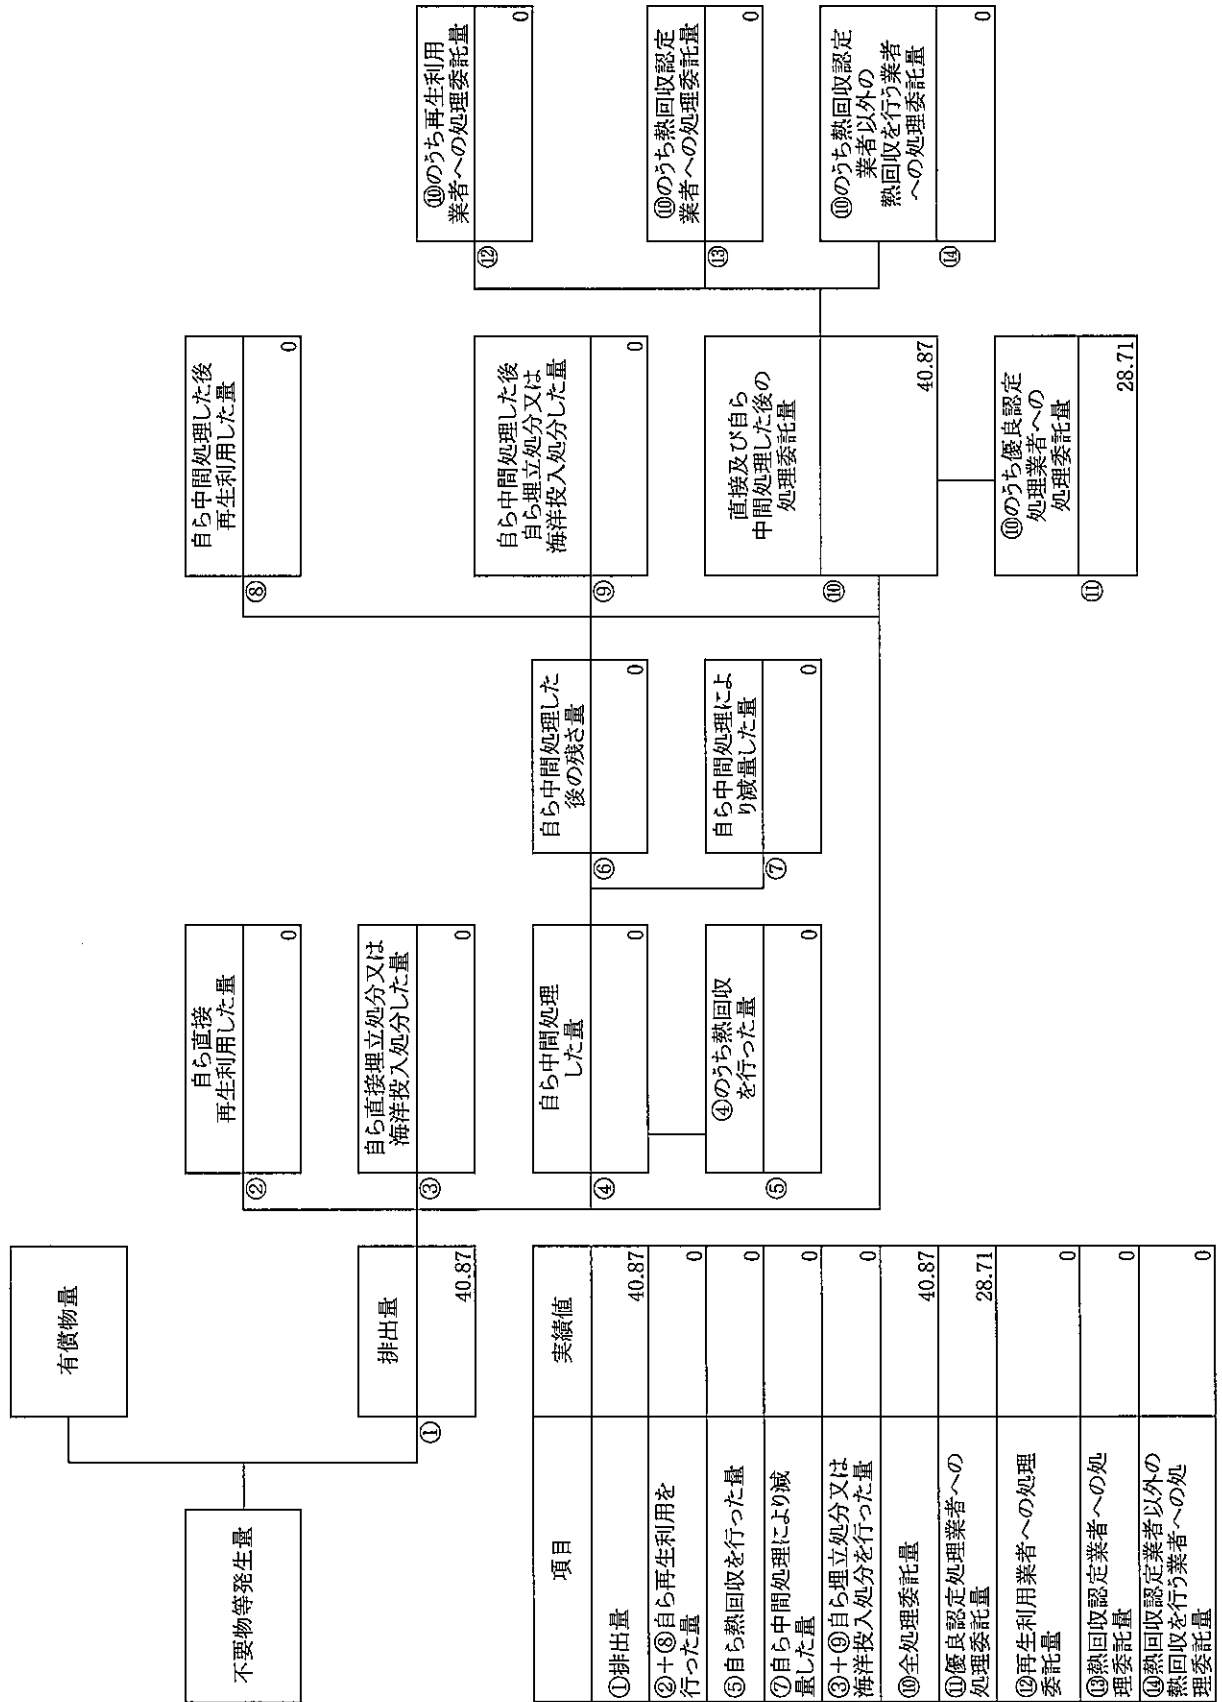 不要物等発生量
有償物量
排出量
① 40.87
自ら直接
再生利用した量
② 0
自ら直接埋立処分又は
海洋投入処分した量
③ 0
自ら中間処理
した量
④ 0
④のうち熱回収
を行った量
⑤ 0
自ら中間処理した
後の残さ量
⑥ 0
自ら中間処理によ
り減量した量
⑦ 0
自ら中間処理した後
再生利用した量
⑧ 0
自ら中間処理した後
自ら埋立処分又は
海洋投入処分した量
⑨ 0
直接及び自ら
中間処理した後の
処理委託量
⑩ 40.87
⑩のうち優良認定
処理業者への
処理委託量
⑪ 28.71
⑩のうち再生利用
業者への処理委託量
⑫ 0
⑩のうち熱回収認定
業者への処理委託量
⑬ 0
⑩のうち熱回収認定
業者以外の
熱回収を行う業者
への処理委託量
⑭ 0
項目 実績値
①排出量 40.87
②+⑧自ら再生利用を
行った量 0
⑤自ら熱回収を行った量 0
⑦自ら中間処理により減
量した量 0
③+⑨自ら埋立処分又は
海洋投入処分を行った量 0
⑩全処理委託量 40.87
⑪優良認定処理業者への
処理委託量 28.71
⑫再生利用業者への処理
委託量 0
⑬熱回収認定業者への処
理委託量 0
⑭熱回収認定業者以外の
熱回収を行う業者への処
理委託量 0